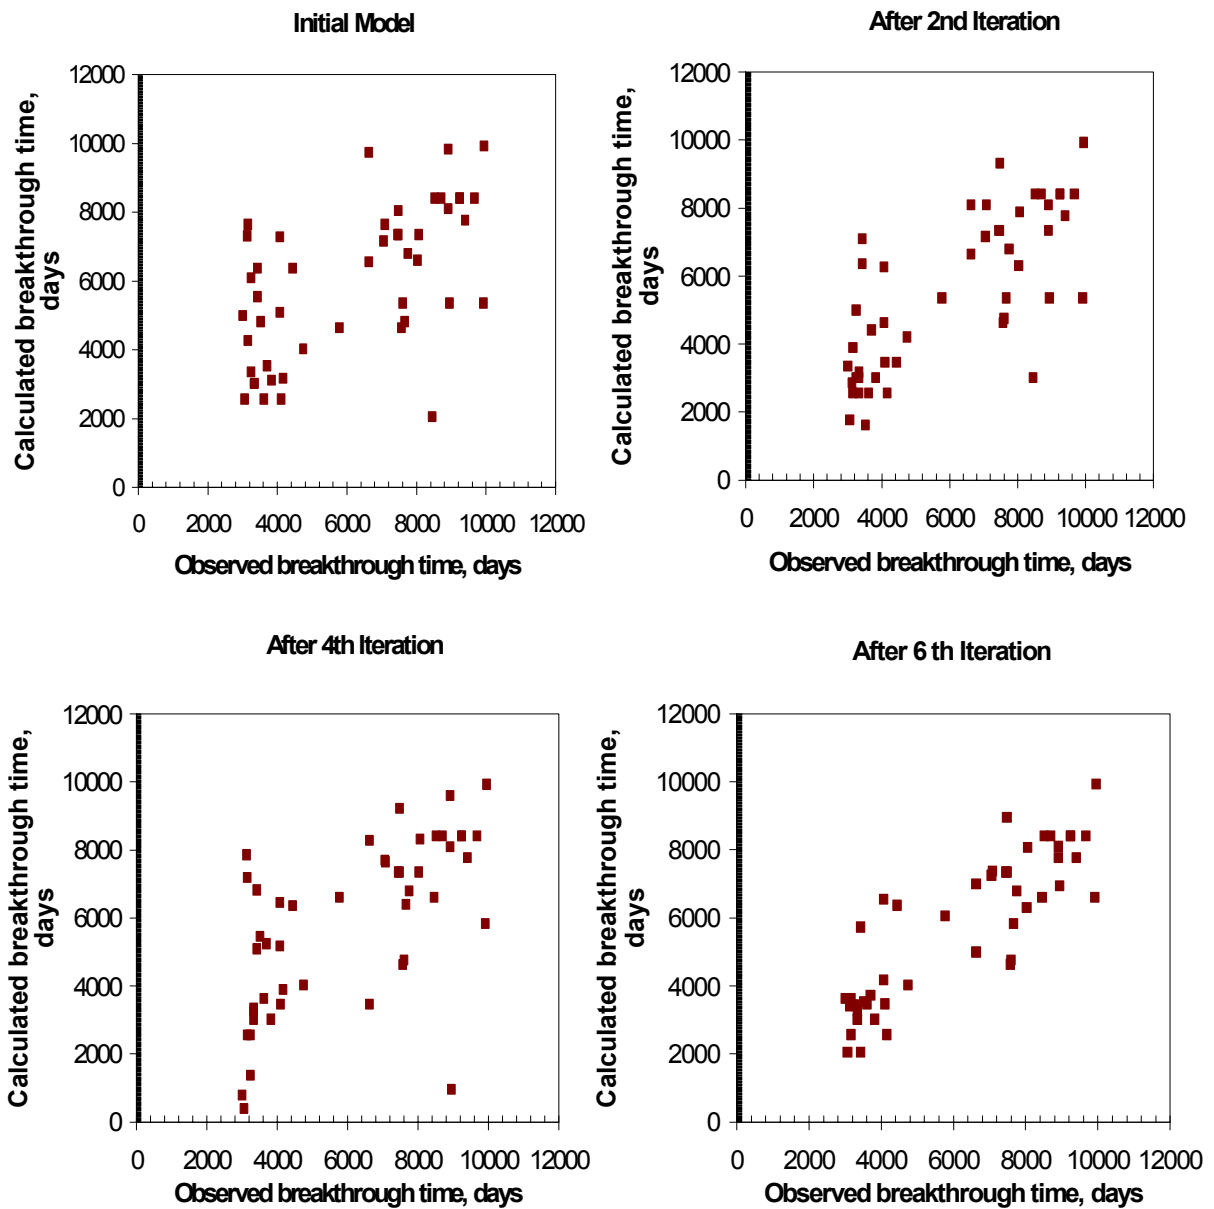 Initial Model
12000
10000
8000
6000
4000
2000
0
0 2000 4000 6000 8000 10000 12000
Calculated breakthrough time,
days
Observed breakthrough time, days
After 2nd Iteration
12000
10000
8000
6000
4000
2000
0
0 2000 4000 6000 8000 10000 12000
Calculated breakthrough time,
days
Observed breakthrough time, days
After 4th Iteration
12000
10000
8000
6000
4000
2000
0
0 2000 4000 6000 8000 10000 12000
Calculated breakthrough time,
days
Observed breakthrough time, days
After 6 th Iteration
12000
10000
8000
6000
4000
2000
0
0 2000 4000 6000 8000 10000 12000
Calculated breakthrough time,
days
Observed breakthrough time, days